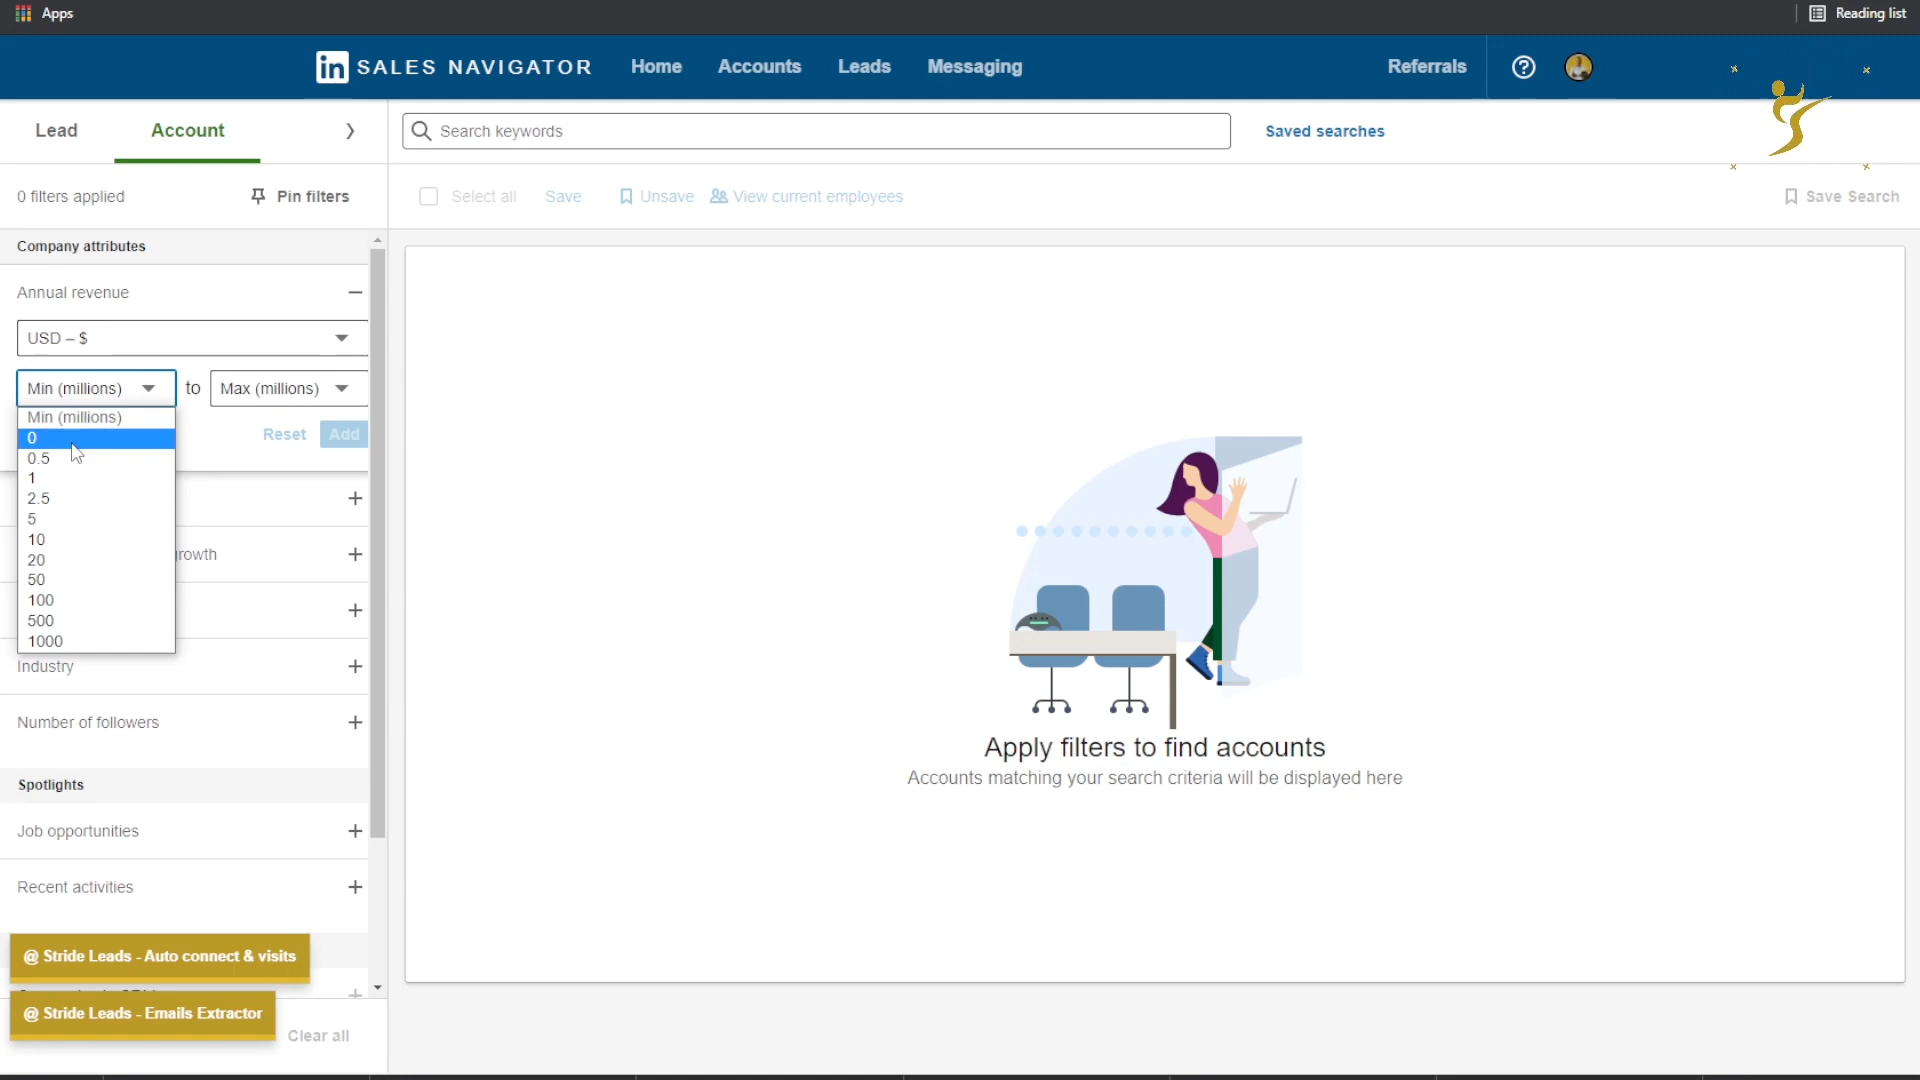 Apps
Reading list
in SALES NAVIGATOR
Home
Accounts
Leads
Messaging
Referrals
Lead
Account
Search keywords
Saved searches
0 filters applied
Pin filters
Select all
Save
Unsave
View current employees
Save Search
Company attributes
Annual revenue
USD – $
Min (millions)
to
Max (millions)
Min (millions)
0
0.5
1
2.5
5
10
20
50
100
500
1000
Reset
Add
growth
Industry
Number of followers
Spotlights
Job opportunities
Recent activities
@ Stride Leads - Auto connect & visits
@ Stride Leads - Emails Extractor
Clear all
Apply filters to find accounts
Accounts matching your search criteria will be displayed here